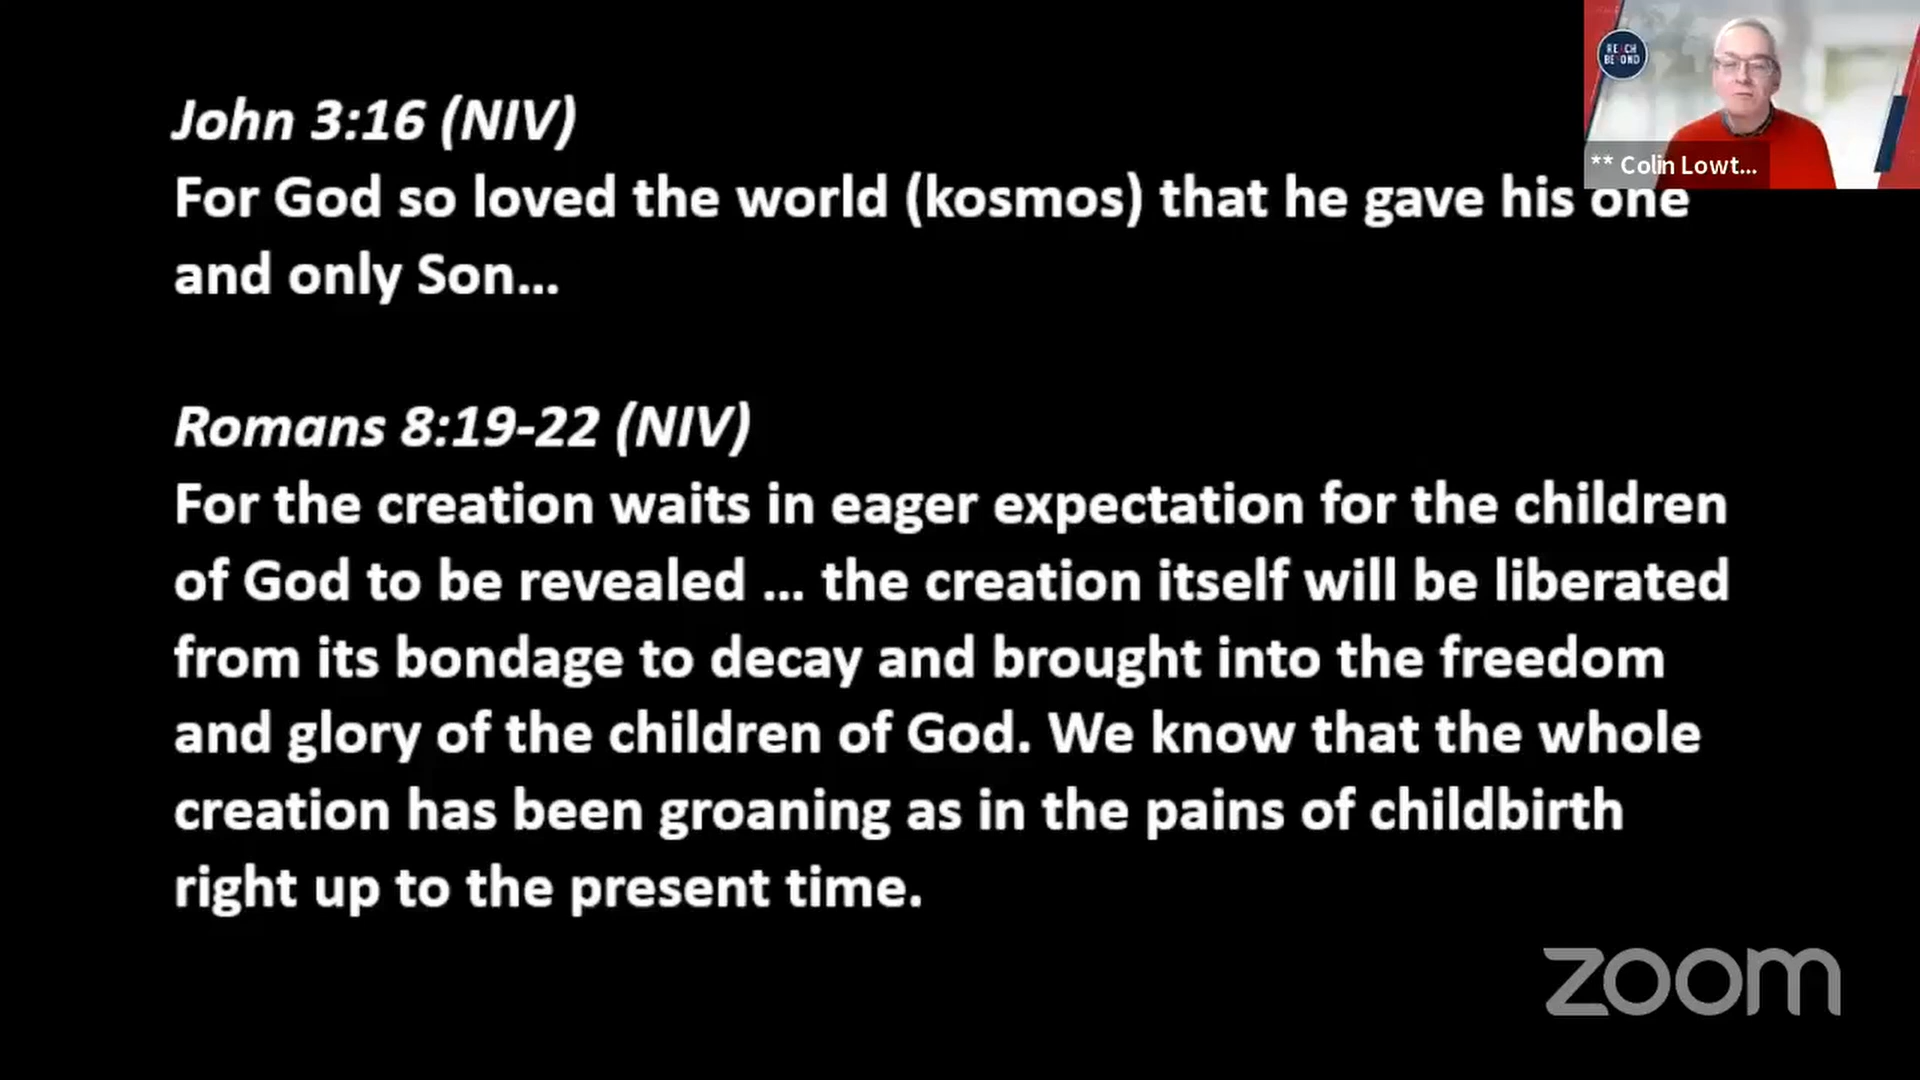 John 3:16 (NIV)
For God so loved the world (kosmos) that he gave his one
and only Son...
Romans 8:19-22 (NIV)
For the creation waits in eager expectation for the children
of God to be revealed ... the creation itself will be liberated
from its bondage to decay and brought into the freedom
and glory of the children of God. We know that the whole
creation has been groaning as in the pains of childbirth
right up to the present time.
REACH
BEYOND
** Colin Lowt...
zoom